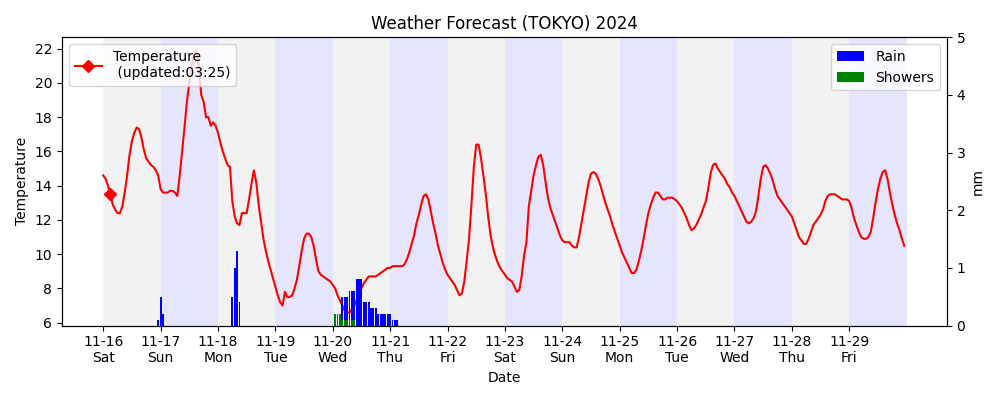 Weather Forecast (TOKYO) 2024
Temperature
(updated:03:25)
Rain
Showers
22
20
18
16
14
12
10
8
6
Temperature
5
4
3
2
1
0
mm
11-16 11-17 11-18 11-19 11-20 11-21 11-22 11-23 11-24 11-25 11-26 11-27 11-28 11-29
Sat Sun Mon Tue Wed Thu Fri Sat Sun Mon Tue Wed Thu Fri
Date